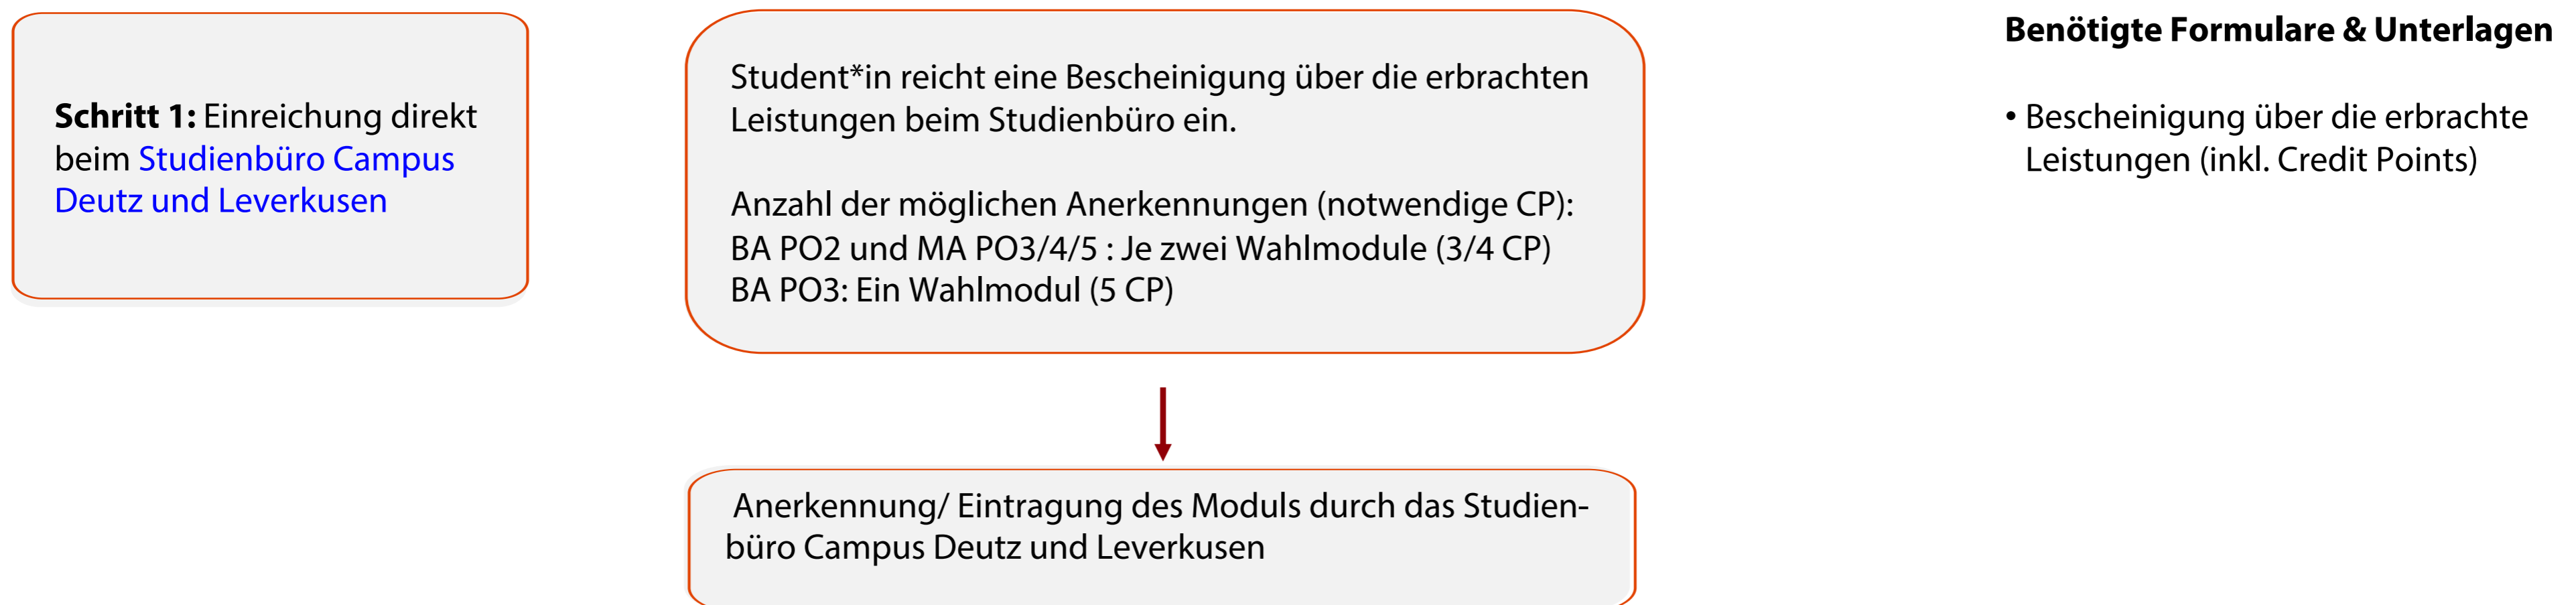 Schritt 1: Einreichung direkt
beim Studienbüro Campus
Deutz und Leverkusen
Student*in reicht eine Bescheinigung über die erbrachten
Leistungen beim Studienbüro ein.
Anzahl der möglichen Anerkennungen (notwendige CP):
BA PO2 und MA PO3/4/5 : Je zwei Wahlmodule (3/4 CP)
BA PO3: Ein Wahlmodul (5 CP)
Anerkennung/ Eintragung des Moduls durch das Studien-
büro Campus Deutz und Leverkusen
Benötigte Formulare & Unterlagen
• Bescheinigung über die erbrachte
Leistungen (inkl. Credit Points)